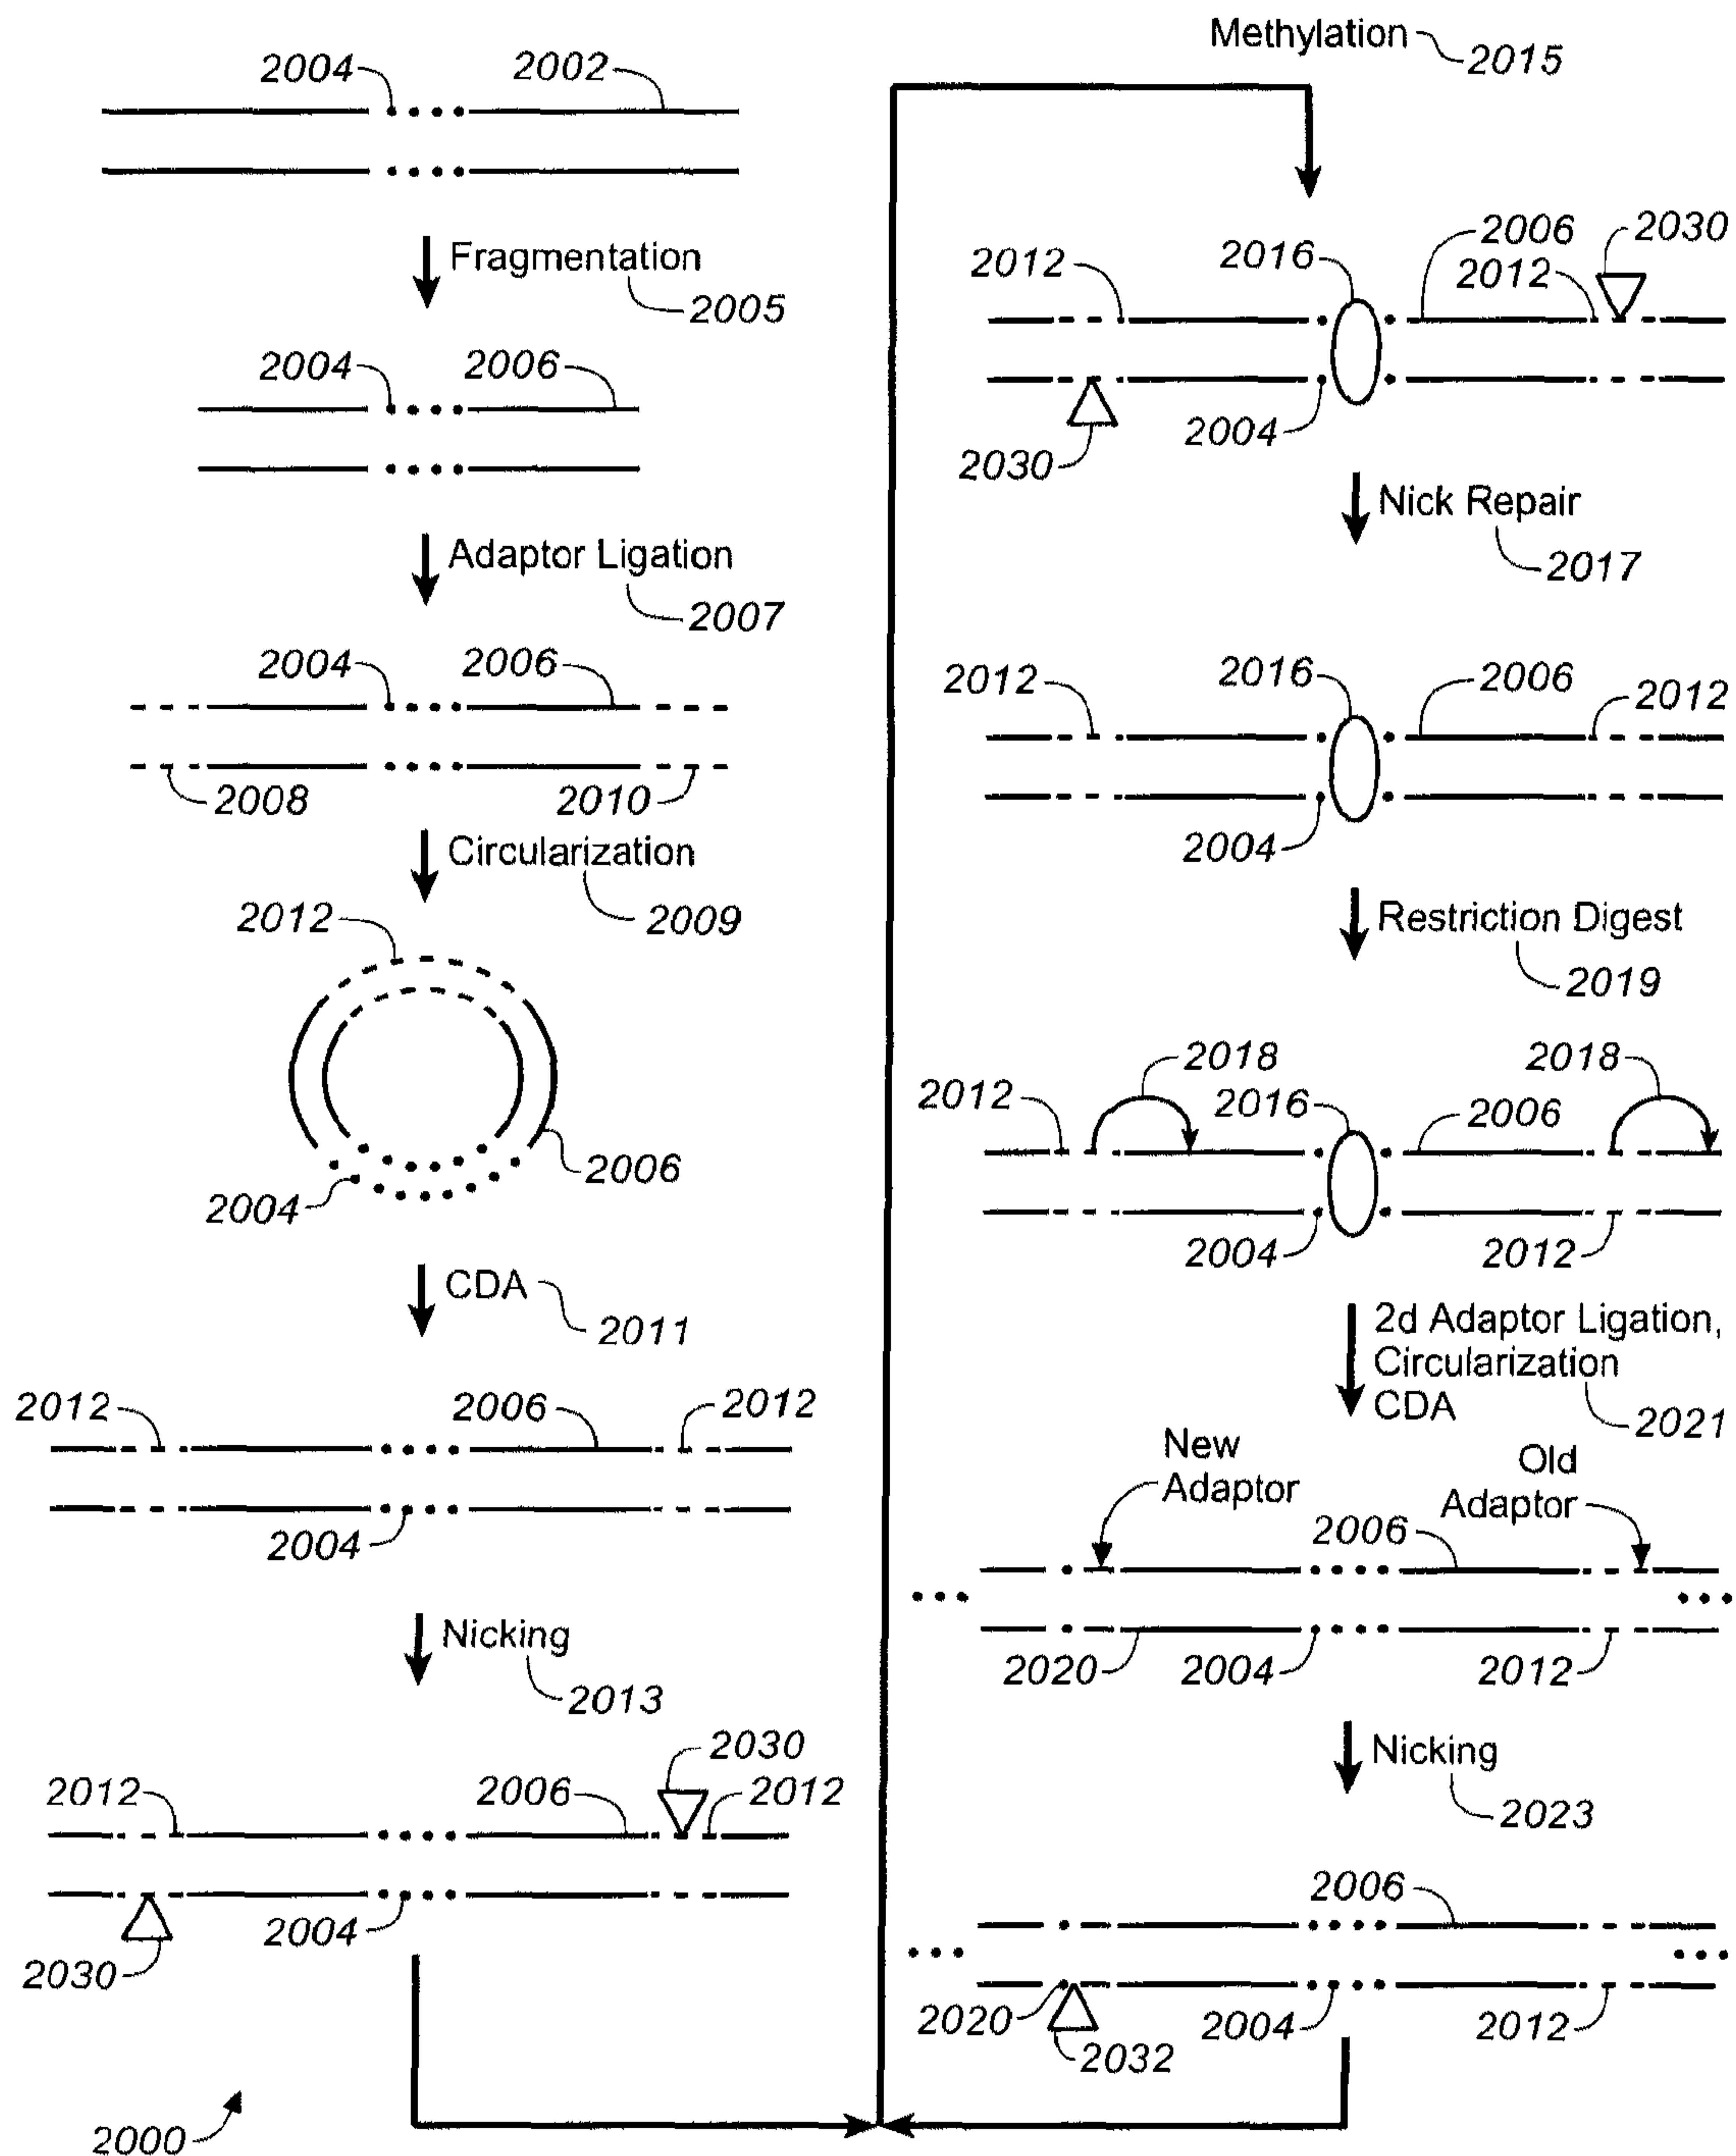 2004 2002
Fragmentation
2005
2004 2006
Adaptor Ligation
2007
2004 2006
2008 2010
Circularization
2012 2009
2006
2004
CDA
2011
2012 2006 2012
2004
Nicking
2013
2030
2012 2006 2012
2004
2030
2000
Methylation 2015
2006 2030
2012 2016 2012
2004
2030
Nick Repair
2017
2012 2016 2006 2012
2004
Restriction Digest
2019
2018 2018
2012 2016 2006
2004 2012
2d Adaptor Ligation,
Circularization
CDA 2021
New Old
Adaptor Adaptor
2006
2020 2004 2012
Nicking
2023
2006
2020 2004 2012
2032